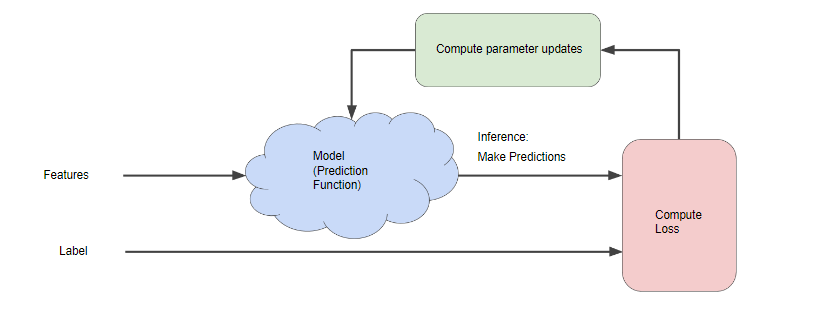 Compute parameter updates
Inference:
Make Predictions
Model
(Prediction
Function)
Features
Compute
Loss
Label